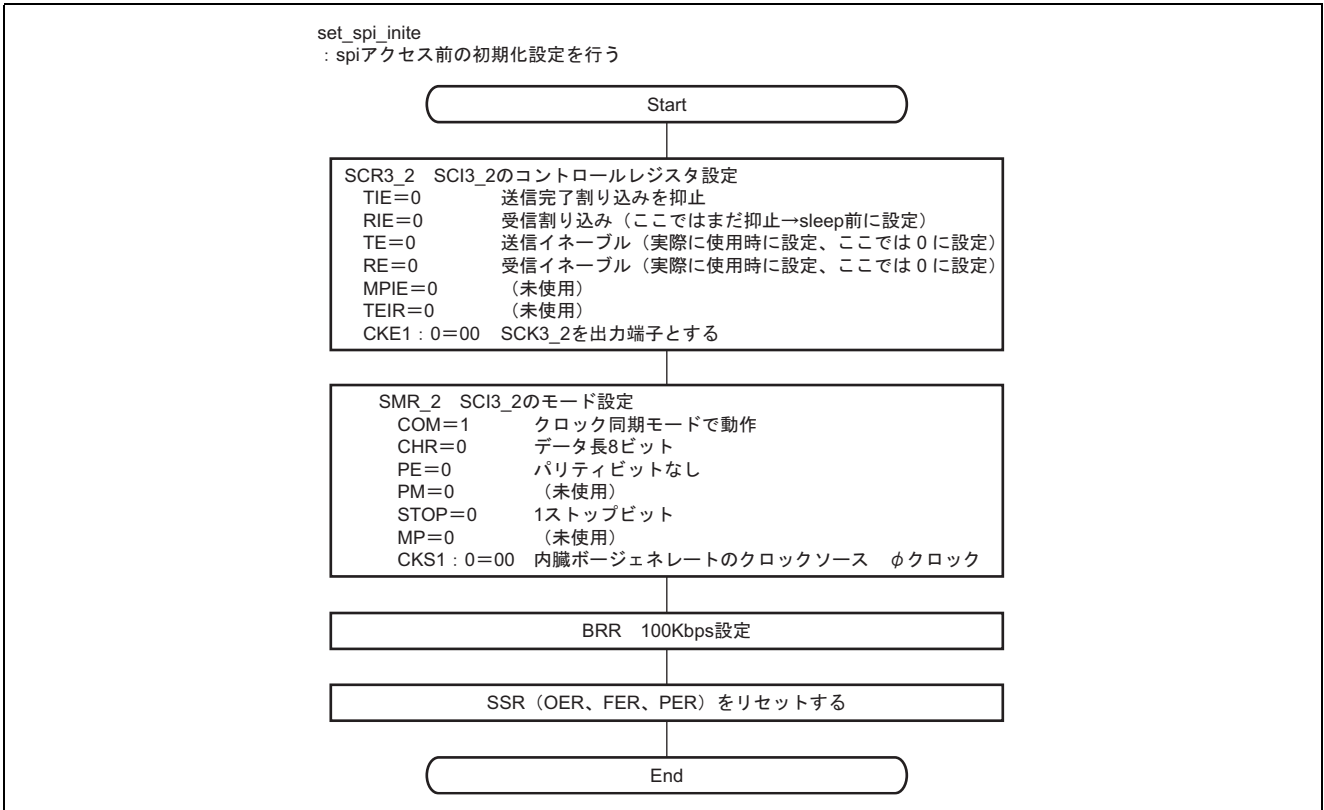 set_spi_inite
：spiアクセス前の初期化設定を行う
Start
SCR3_2　SCI3_2のコントロールレジスタ設定
TIE＝0　送信完了割り込みを抑止
RIE＝0　受信割り込み（ここではまだ抑止→sleep前に設定）
TE＝0　送信イネーブル（実際に使用時に設定、ここでは 0 に設定）
RE＝0　受信イネーブル（実際に使用時に設定、ここでは 0 に設定）
MPIE＝0　（未使用）
TEIR＝0　（未使用）
CKE1：0＝00　SCK3_2を出力端子とする
SMR_2　SCI3_2のモード設定
COM＝1　クロック同期モードで動作
CHR＝0　データ長8ビット
PE＝0　パリティビットなし
PM＝0　（未使用）
STOP＝0　1ストップビット
MP＝0　（未使用）
CKS1：0＝00　内臓ボージェネレートのクロックソース　φクロック
BRR　100Kbps設定
SSR（OER、FER、PER）をリセットする
End